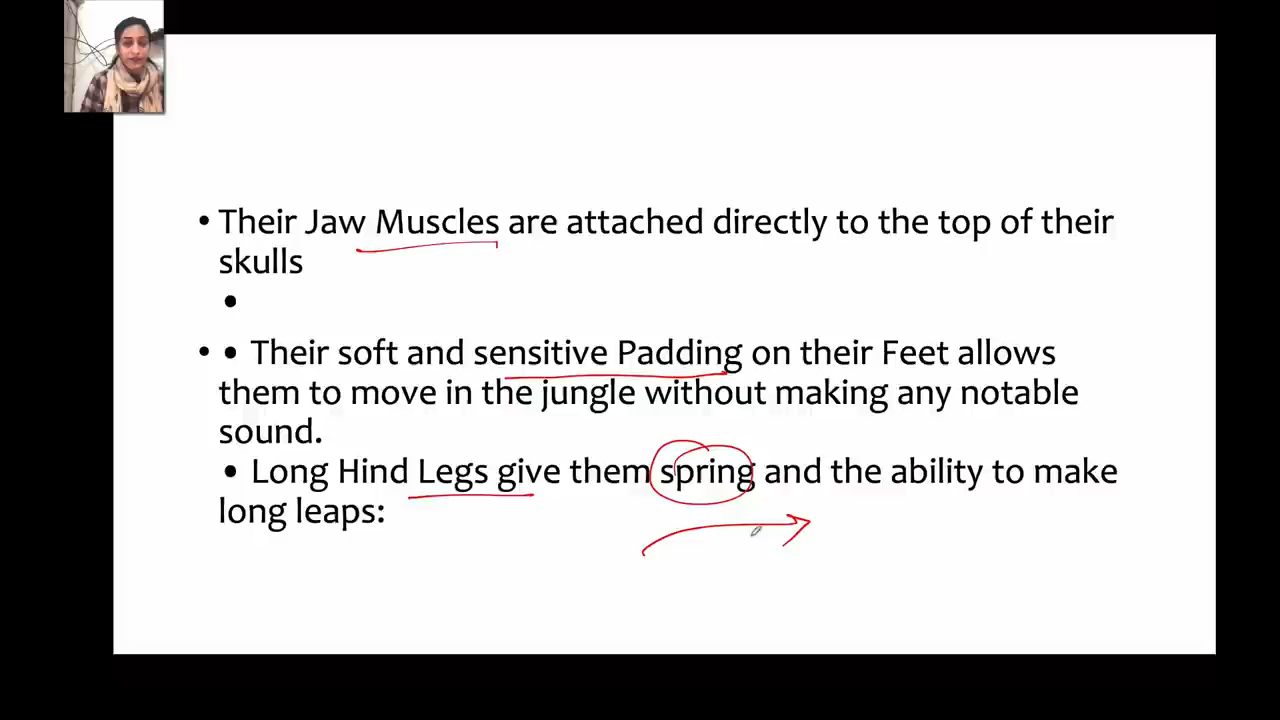 • Their Jaw Muscles are attached directly to the top of their
skulls
•
• • Their soft and sensitive Padding on their Feet allows
them to move in the jungle without making any notable
sound.
• Long Hind Legs give them spring and the ability to make
long leaps: